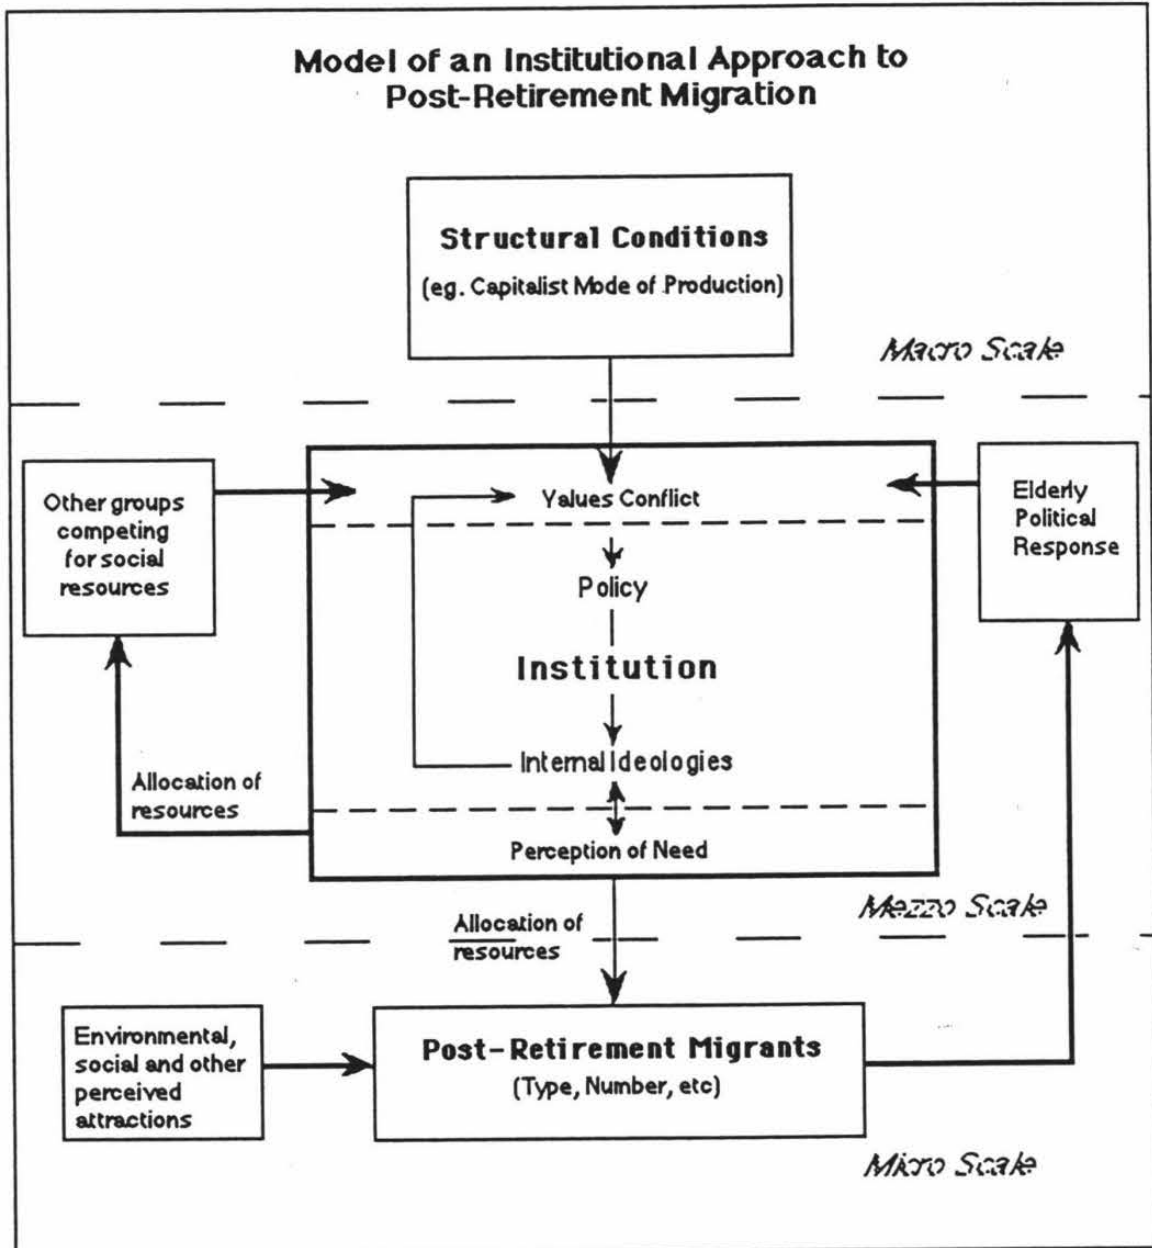 Model of an Institutional Approach to
Post-Retirement Migration
Structural Conditions
(eg. Capitalist Mode of Production)
Macro Scale
Other groups
competing
for social
resources
Values Conflict
Elderly
Political
Response
Policy
Institution
Internal Ideologies
Allocation of
resources
Perception of Need
Mezzo Scale
Allocation of
resources
Environmental,
social and other
perceived
attractions
Post-Retirement Migrants
(Type, Number, etc)
Micro Scale